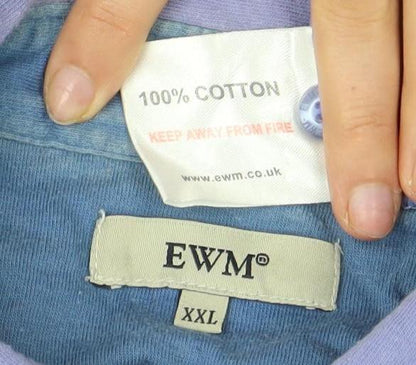 100% COTTON
KEEP AWAY FROM FIRE
www.ewm.co.uk
EWM®
XXL